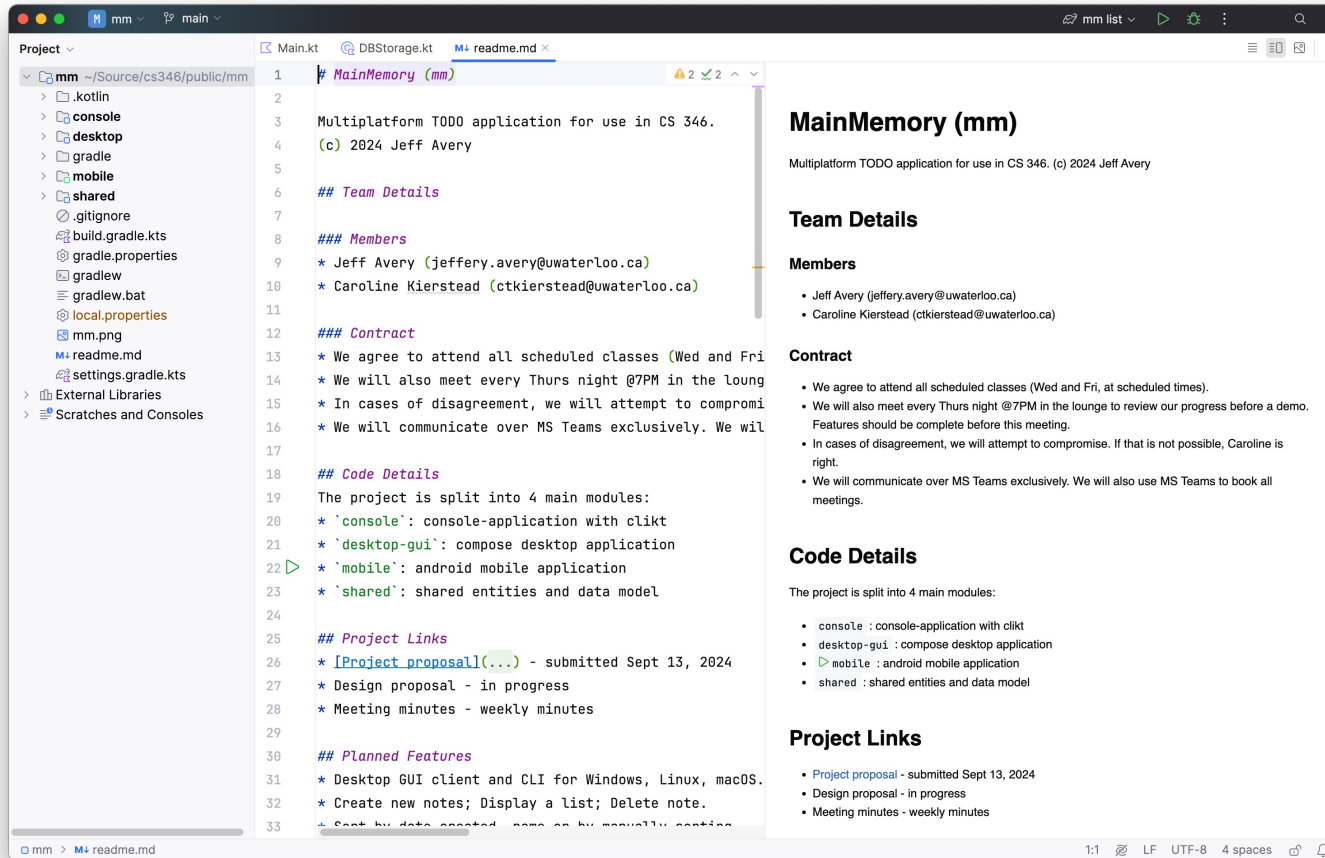 M mm main mm list
Project
Main.kt DBStorage.kt M↓ readme.md ×
mm ~/Source/cs346/public/mm
.kotlin
console
desktop
gradle
mobile
shared
.gitignore
build.gradle.kts
gradle.properties
gradlew
gradlew.bat
local.properties
mm.png
M↓ readme.md
settings.gradle.kts
External Libraries
Scratches and Consoles
2 2
1 # MainMemory (mm)
2
3 Multiplatform TODO application for use in CS 346.
4 (c) 2024 Jeff Avery
5
6 ## Team Details
7
8 ### Members
9 * Jeff Avery (jeffery.avery@uwaterloo.ca)
10 * Caroline Kierstead (ctkierstead@uwaterloo.ca)
11
12 ### Contract
13 * We agree to attend all scheduled classes (Wed and Fri
14 * We will also meet every Thurs night @7PM in the loung
15 * In cases of disagreement, we will attempt to compromi
16 * We will communicate over MS Teams exclusively. We wil
17
18 ## Code Details
19 The project is split into 4 main modules:
20 * `console`: console-application with clikt
21 * `desktop-gui`: compose desktop application
22 * `mobile`: android mobile application
23 * `shared`: shared entities and data model
24
25 ## Project Links
26 * [Project proposal](...) - submitted Sept 13, 2024
27 * Design proposal - in progress
28 * Meeting minutes - weekly minutes
29
30 ## Planned Features
31 * Desktop GUI client and CLI for Windows, Linux, macOS.
32 * Create new notes; Display a list; Delete note.
33 * Sort by date created, name or by manually sorting
MainMemory (mm)
Multiplatform TODO application for use in CS 346. (c) 2024 Jeff Avery
Team Details
Members
• Jeff Avery (jeffery.avery@uwaterloo.ca)
• Caroline Kierstead (ctkierstead@uwaterloo.ca)
Contract
• We agree to attend all scheduled classes (Wed and Fri, at scheduled times).
• We will also meet every Thurs night @7PM in the lounge to review our progress before a demo.
Features should be complete before this meeting.
• In cases of disagreement, we will attempt to compromise. If that is not possible, Caroline is
right.
• We will communicate over MS Teams exclusively. We will also use MS Teams to book all
meetings.
Code Details
The project is split into 4 main modules:
• console : console-application with clikt
• desktop-gui : compose desktop application
• mobile : android mobile application
• shared : shared entities and data model
Project Links
• Project proposal - submitted Sept 13, 2024
• Design proposal - in progress
• Meeting minutes - weekly minutes
mm > M↓ readme.md
1:1 LF UTF-8 4 spaces